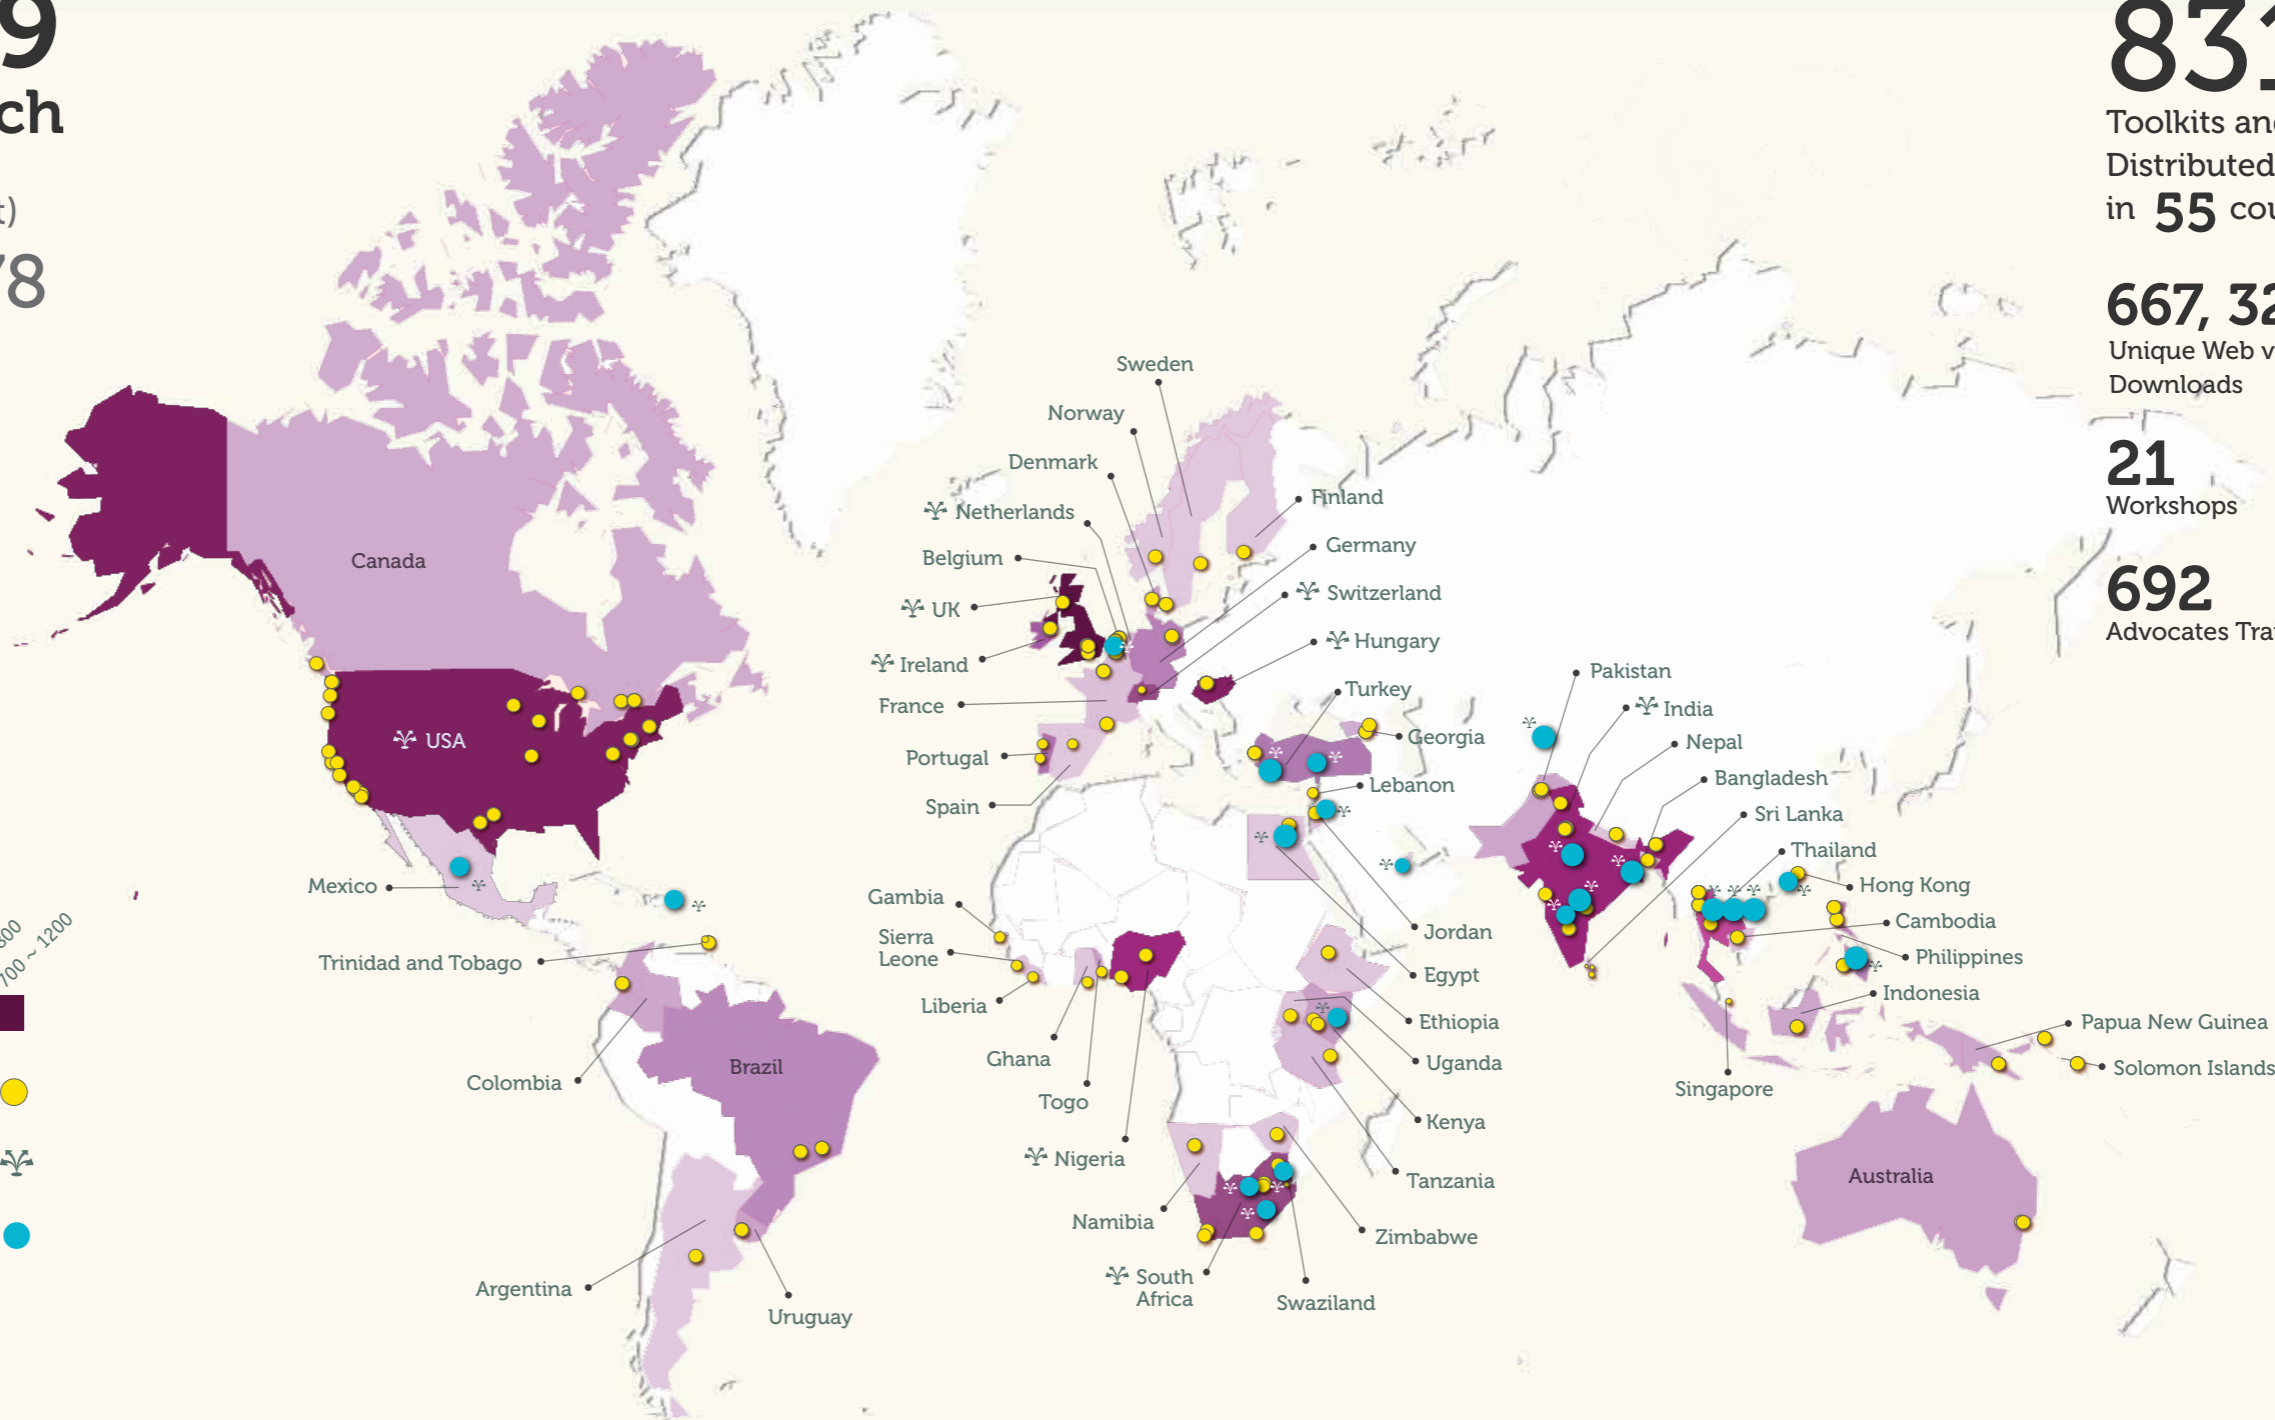 9
ch
t)
78
831
Toolkits and
Distributed
in 55 cou
667, 32
Unique Web v
Downloads
21
Workshops
692
Advocates Tra
Sweden
Norway
Denmark
Netherlands
Belgium
UK
Ireland
France
Portugal
Spain
Finland
Germany
Switzerland
Hungary
Turkey
Georgia
Lebanon
Pakistan
India
Nepal
Bangladesh
Sri Lanka
Thailand
Hong Kong
Cambodia
Philippines
Indonesia
Papua New Guinea
Solomon Islands
Singapore
Australia
Canada
USA
Mexico
Trinidad and Tobago
Colombia
Brazil
Argentina
Uruguay
Gambia
Sierra
Leone
Liberia
Ghana
Togo
Nigeria
Namibia
South
Africa
Swaziland
Zimbabwe
Tanzania
Kenya
Uganda
Ethiopia
Egypt
Jordan
300
700 ~ 1200